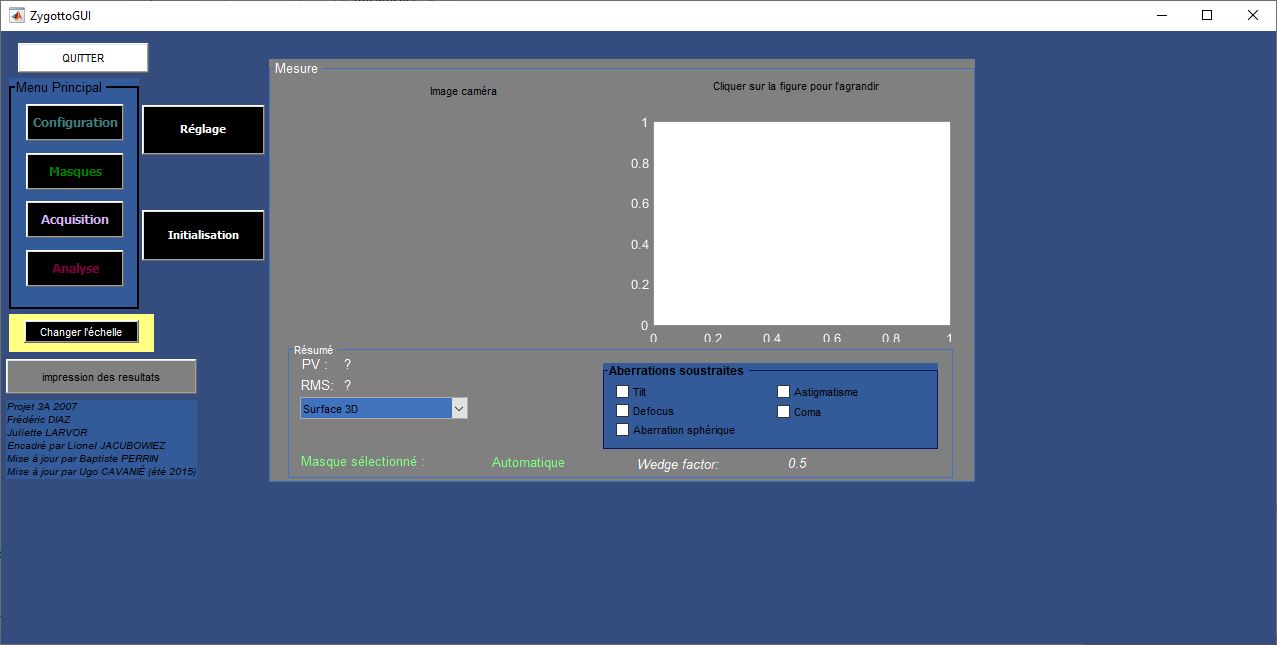 ZygottoGUI
QUITTER
Menu Principal
Configuration
Masques
Acquisition
Analyse
Réglage
Initialisation
Changer l'échelle
impression des resultats
Projet 3A 2007
Frédéric DIAZ
Juliette LARVOR
Encadré par Lionel JACUBOWIEZ
Mise à jour par Baptiste PERRIN
Mise à jour par Ugo CAVANIÉ (été 2015)
Mesure
Image caméra
Cliquer sur la figure pour l'agrandir
1
0.8
0.6
0.4
0.2
0
0 0.2 0.4 0.6 0.8 1
Résumé
PV : ?
RMS: ?
Surface 3D
Aberrations soustraites
Tilt
Defocus
Aberration sphérique
Astigmatisme
Coma
Masque sélectionné : Automatique
Wedge factor: 0.5